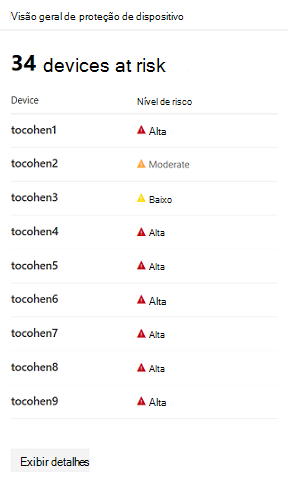 Visão geral de proteção de dispositivo
34 devices at risk
Device Nível de risco
tocohen1 Alta
tocohen2 Moderate
tocohen3 Baixo
tocohen4 Alta
tocohen5 Alta
tocohen6 Alta
tocohen7 Alta
tocohen8 Alta
tocohen9 Alta
Exibir detalhes